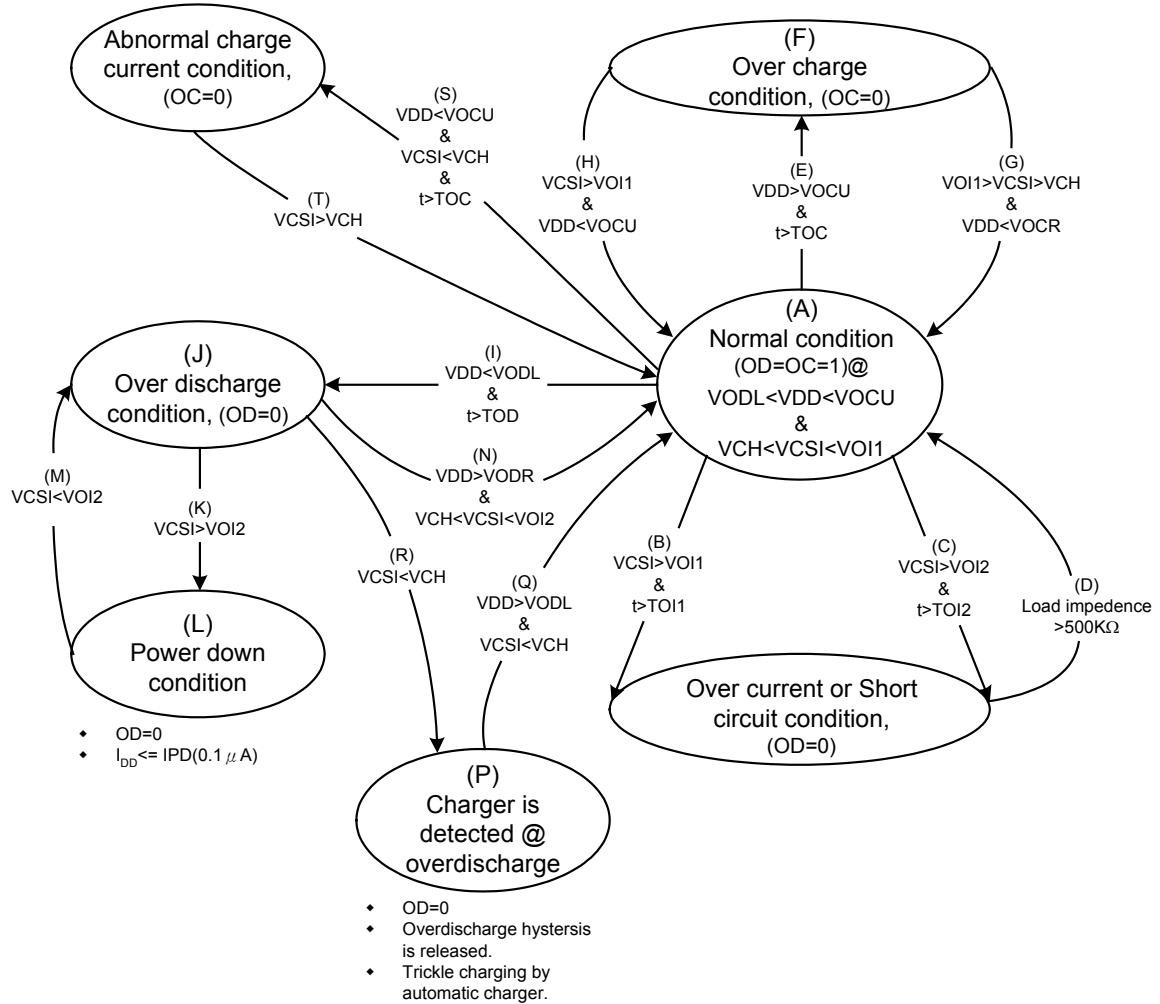 Abnormal charge
current condition,
(OC=0)
(F)
Over charge
condition, (OC=0)
(S)
VDD<VOCU
&
VCSI<VCH
&
t>TOC
(H)
VCSI>VOI1
&
VDD<VOCU
(E)
VDD>VOCU
&
t>TOC
(G)
VOI1>VCSI>VCH
&
VDD<VOCR
(T)
VCSI>VCH
(A)
Normal condition
(OD=OC=1)@
VODL<VDD<VOCU
&
VCH<VCSI<VOI1
(J)
Over discharge
condition, (OD=0)
(I)
VDD<VODL
&
t>TOD
(N)
VDD>VODR
&
VCH<VCSI<VOI2
(M)
VCSI<VOI2
(K)
VCSI>VOI2
(R)
VCSI<VCH
(Q)
VDD>VODL
&
VCSI<VCH
(B)
VCSI>VOI1
&
t>TOI1
(C)
VCSI>VOI2
&
t>TOI2
(D)
Load impedence
>500KΩ
(L)
Power down
condition
◆ OD=0
◆ IDD<= IPD(0.1 μ A)
Over current or Short
circuit condition,
(OD=0)
(P)
Charger is
detected @
overdischarge
◆ OD=0
◆ Overdischarge hystersis
is released.
◆ Trickle charging by
automatic charger.